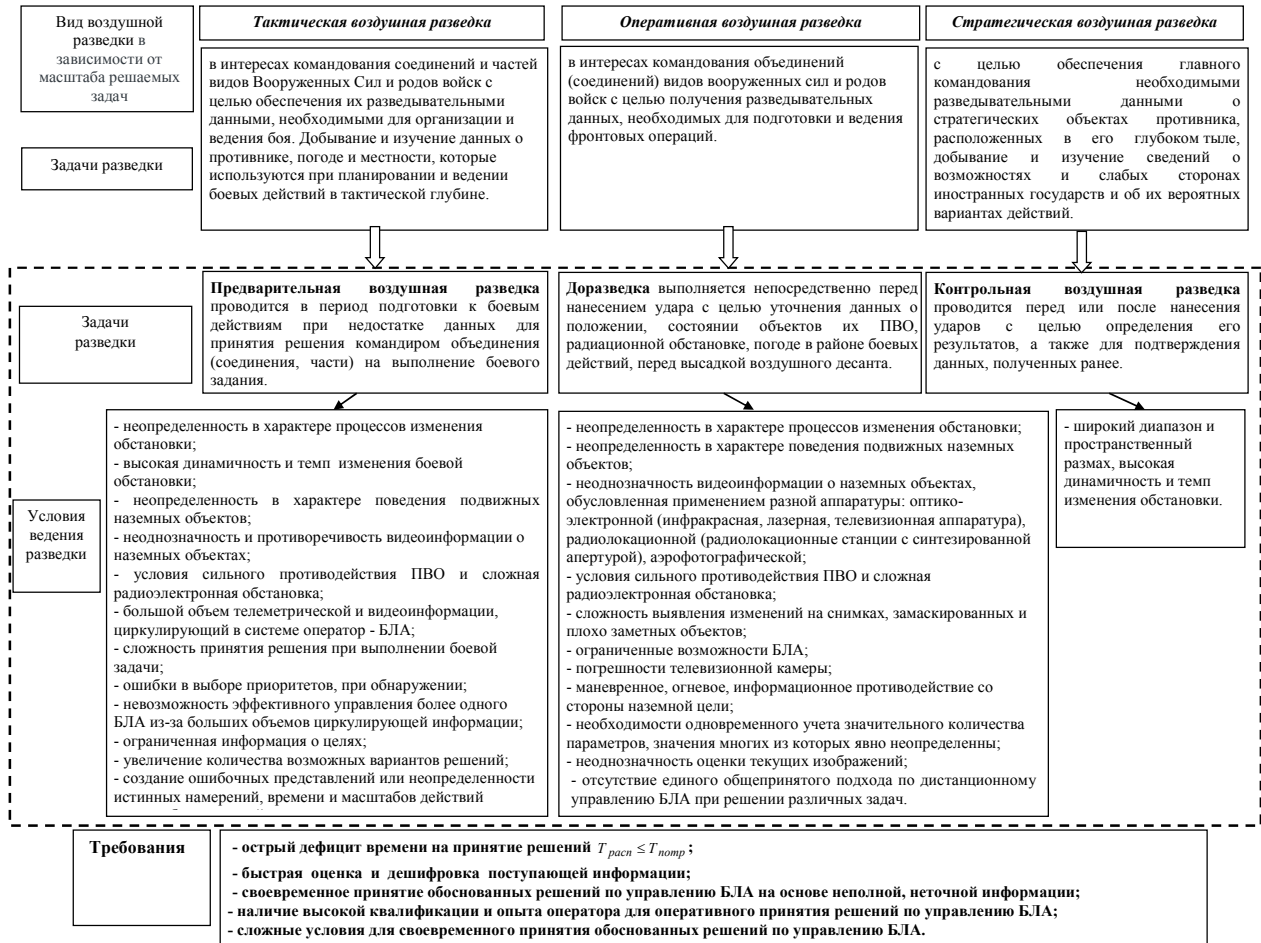 Вид воздушной
разведки в
зависимости от
масштаба решаемых
задач
Тактическая воздушная разведка
Оперативная воздушная разведка
Стратегическая воздушная разведка
Задачи разведки
в интересах командования соединений и частей
видов Вооруженных Сил и родов войск с
целью обеспечения их разведывательными
данными, необходимыми для организации и
ведения боя. Добывание и изучение данных о
противнике, погоде и местности, которые
используются при планировании и ведении
боевых действий в тактической глубине.
в интересах командования объединений
(соединений) видов вооруженных сил и родов
войск с целью получения разведывательных
данных, необходимых для подготовки и ведения
фронтовых операций.
с целью обеспечения главного
командования необходимыми
разведывательными данными о
стратегических объектах противника,
расположенных в его глубоком тыле,
добывание и изучение сведений о
возможностях и слабых сторонах
иностранных государств и об их вероятных
вариантах действий.
Задачи
разведки
Предварительная воздушная разведка
проводится в период подготовки к боевым
действиям при недостатке данных для
принятия решения командиром объединения
(соединения, части) на выполнение боевого
задания.
Доразведка выполняется непосредственно перед
нанесением удара с целью уточнения данных о
положении, состоянии объектов их ПВО,
радиационной обстановке, погоде в районе боевых
действий, перед высадкой воздушного десанта.
Контрольная воздушная разведка
проводится перед или после нанесения
ударов с целью определения его
результатов, а также для подтверждения
данных, полученных ранее.
Условия
ведения
разведки
- неопределенность в характере процессов изменения
обстановки;
- высокая динамичность и темп изменения боевой
обстановки;
- неопределенность в характере поведения подвижных
наземных объектов;
- неоднозначность и противоречивость видеоинформации о
наземных объектах;
- условия сильного противодействия ПВО и сложная
радиоэлектронная обстановка;
- большой объем телеметрической и видеоинформации,
циркулирующий в системе оператор - БЛА;
- сложность принятия решения при выполнении боевой
задачи;
- ошибки в выборе приоритетов, при обнаружении;
- невозможность эффективного управления более одного
БЛА из-за больших объемов циркулирующей информации;
- ограниченная информация о целях;
- увеличение количества возможных вариантов решений;
- создание ошибочных представлений или неопределенности
истинных намерений, времени и масштабов действий
- неопределенность в характере процессов изменения обстановки;
- неопределенность в характере поведения подвижных наземных
объектов;
- неоднозначность видеоинформации о наземных объектах,
обусловленная применением разной аппаратуры: оптико-
электронной (инфракрасная, лазерная, телевизионная аппаратура),
радиолокационной (радиолокационные станции с синтезированной
апертурой), аэрофотографической;
- условия сильного противодействия ПВО и сложная
радиоэлектронная обстановка;
- сложность выявления изменений на снимках, замаскированных и
плохо заметных объектов;
- ограниченные возможности БЛА;
- погрешности телевизионной камеры;
- маневренное, огневое, информационное противодействие со
стороны наземной цели;
- необходимости одновременного учета значительного количества
параметров, значения многих из которых явно неопределенны;
- неоднозначность оценки текущих изображений;
- отсутствие единого общепринятого подхода по дистанционному
управлению БЛА при решении различных задач.
- широкий диапазон и
пространственный
размах, высокая
динамичность и темп
изменения обстановки.
Требования
- острый дефицит времени на принятие решений T расп ≤ T потр ;
- быстрая оценка и дешифровка поступающей информации;
- своевременное принятие обоснованных решений по управлению БЛА на основе неполной, неточной информации;
- наличие высокой квалификации и опыта оператора для оперативного принятия решений по управлению БЛА;
- сложные условия для своевременного принятия обоснованных решений по управлению БЛА.